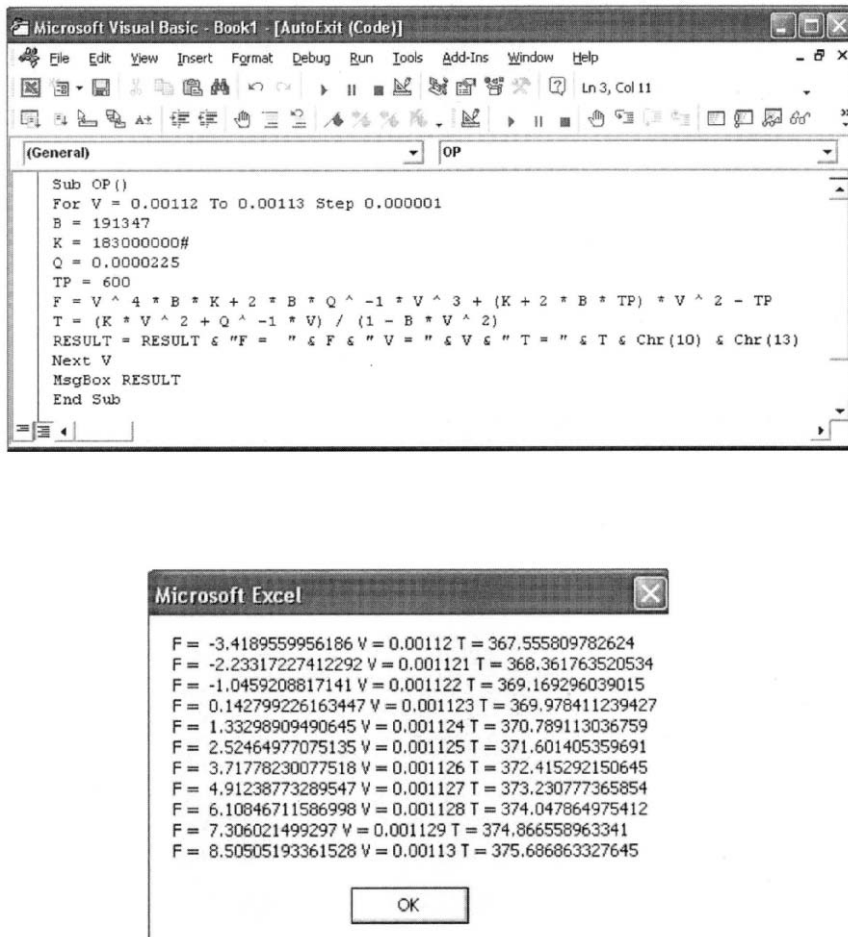 Microsoft Visual Basic - Book1 - [AutoExit (Code)]
File Edit View Insert Format Debug Run Tools Add-Ins Window Help
Ln 3, Col 11
(General) OP
Sub OP()
For V = 0.00112 To 0.00113 Step 0.000001
B = 191347
K = 183000000#
Q = 0.0000225
TP = 600
F = V ^ 4 * B * K + 2 * B * Q ^ -1 * V ^ 3 + (K + 2 * B * TP) * V ^ 2 - TP
T = (K * V ^ 2 + Q ^ -1 * V) / (1 - B * V ^ 2)
RESULT = RESULT & "F =  " & F & " V = " & V & " T = " & T & Chr(10) & Chr(13)
Next V
MsgBox RESULT
End Sub
Microsoft Excel
F = -3.4189559956186 V = 0.00112 T = 367.555809782624
F = -2.23317227412292 V = 0.001121 T = 368.361763520534
F = -1.0459208817141 V = 0.001122 T = 369.169296039015
F = 0.142799226163447 V = 0.001123 T = 369.978411239427
F = 1.33298909490645 V = 0.001124 T = 370.789113036759
F = 2.52464977075135 V = 0.001125 T = 371.601405359691
F = 3.71778230077518 V = 0.001126 T = 372.415292150645
F = 4.91238773289547 V = 0.001127 T = 373.230777365854
F = 6.10846711586998 V = 0.001128 T = 374.047864975412
F = 7.306021499297 V = 0.001129 T = 374.866558963341
F = 8.50505193361528 V = 0.00113 T = 375.686863327645
OK